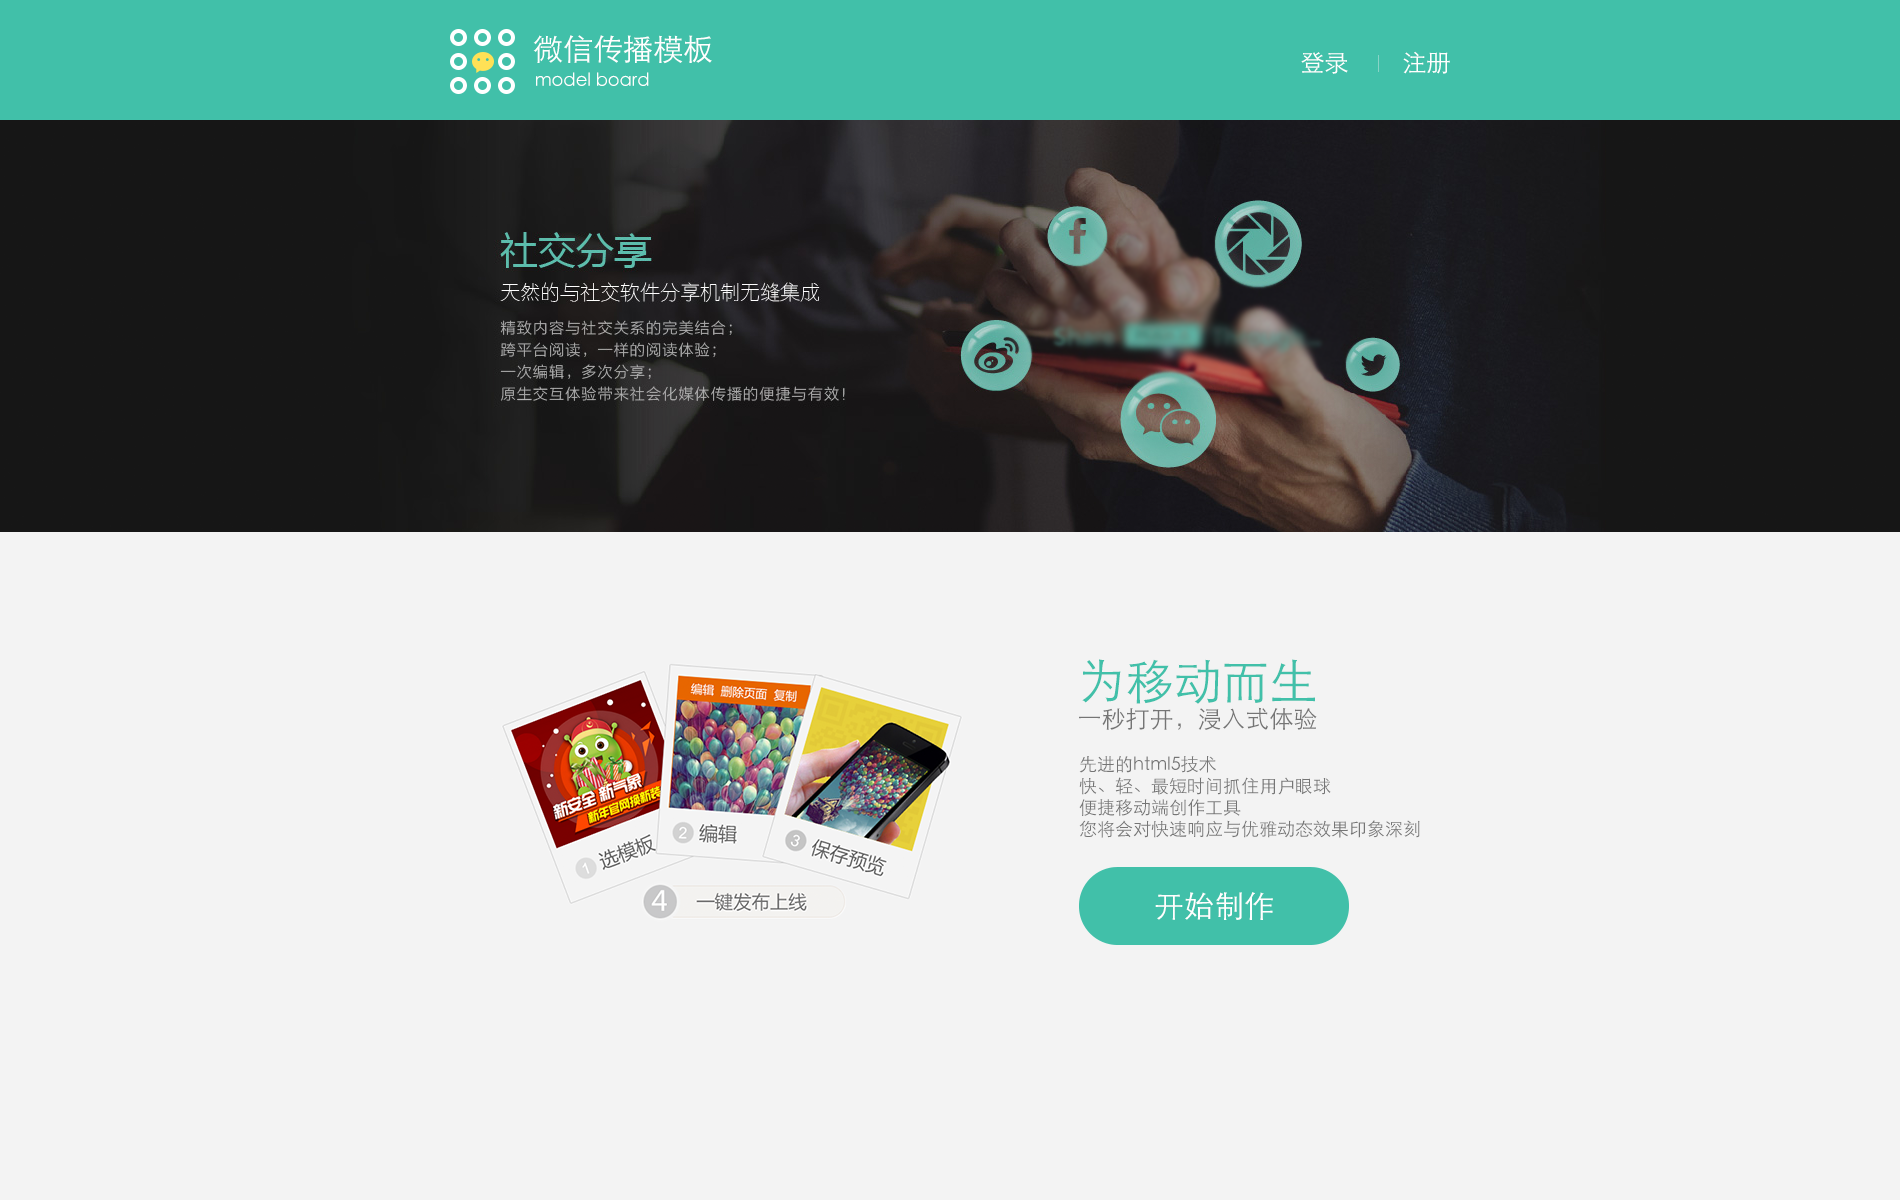 微信传播模板
model board
登录
注册
社交分享
天然的与社交软件分享机制无缝集成
精致内容与社交关系的完美结合；
跨平台阅读，一样的阅读体验；
一次编辑，多次分享；
原生交互体验带来社会化媒体传播的便捷与有效！
Share
为移动而生
一秒打开，浸入式体验
先进的html5技术
快、轻、最短时间抓住用户眼球
便捷移动端创作工具
您将会对快速响应与优雅动态效果印象深刻
开始制作
新安全 新气象
新年官网换新装
1 选模板
编辑 删除页面 复制
2 编辑
3 保存预览
4 一键发布上线